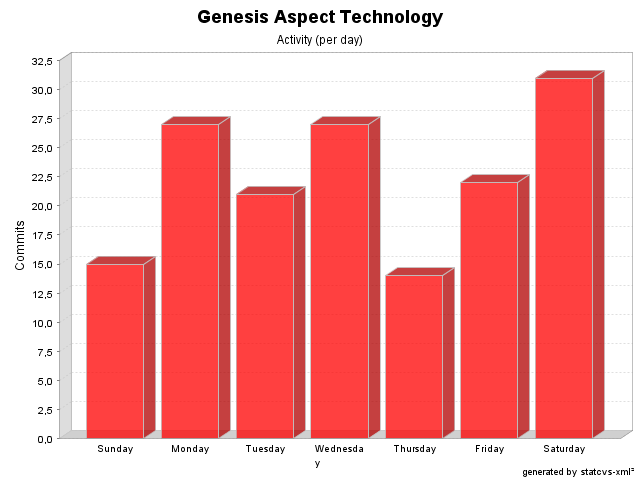 Genesis Aspect Technology
Activity (per day)
32,5
30,0
27,5
25,0
22,5
20,0
17,5
15,0
12,5
10,0
7,5
5,0
2,5
0,0
Commits
Sunday Monday Tuesday Wednesda Thursday Friday Saturday
y
generated by statcvs-xml²